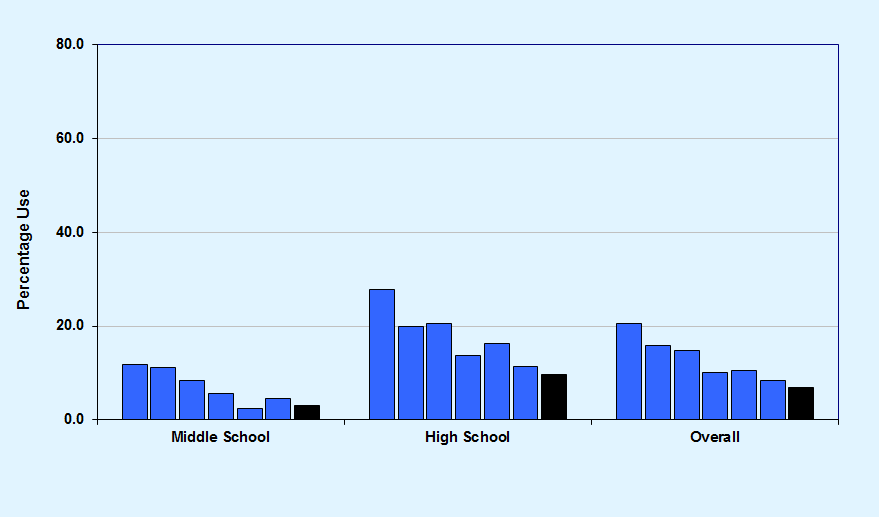 80.0
60.0
40.0
20.0
0.0
Percentage Use
Middle School
High School
Overall